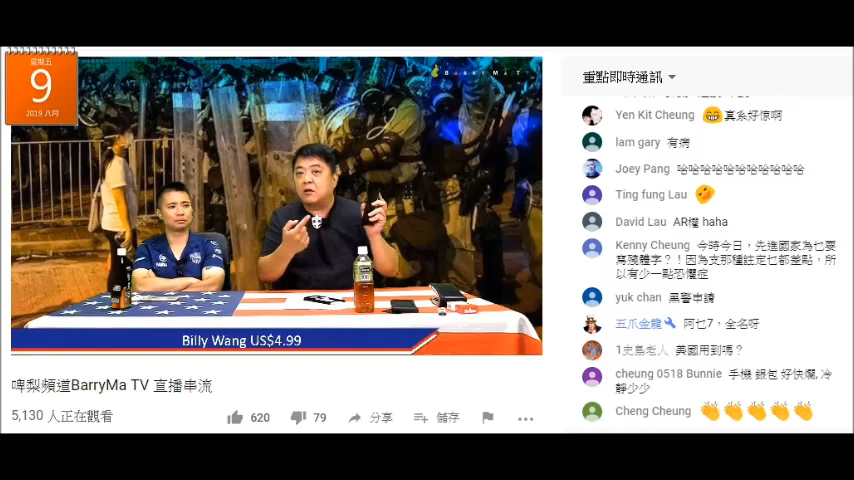 星期五
9
2019 八月
BARRYMAT
Billy Wang US$4.99
啤梨頻道BarryMa TV 直播串流
5,130 人正在觀看
620
79
分享
儲存
重點即時通訊
Yen Kit Cheung 😁真系好惊啊
lam gary 有病
Joey Pang 哈哈哈哈哈哈哈哈哈哈哈
Ting fung Lau 🤣
David Lau AR權 haha
Kenny Cheung 今時今日，先進國家為乜要
寫殘體字？！因為支那種註定乜都差點，所
以有少一點恐懼症
yuk chan 黑警申請
五爪金龍 阿乜7，全名呀
1史島老人 美國用到嗎？
cheung 0518 Bunnie 手機 銀包 好快爛, 冷
靜少少
Cheng Cheung 👏👏👏👏👏